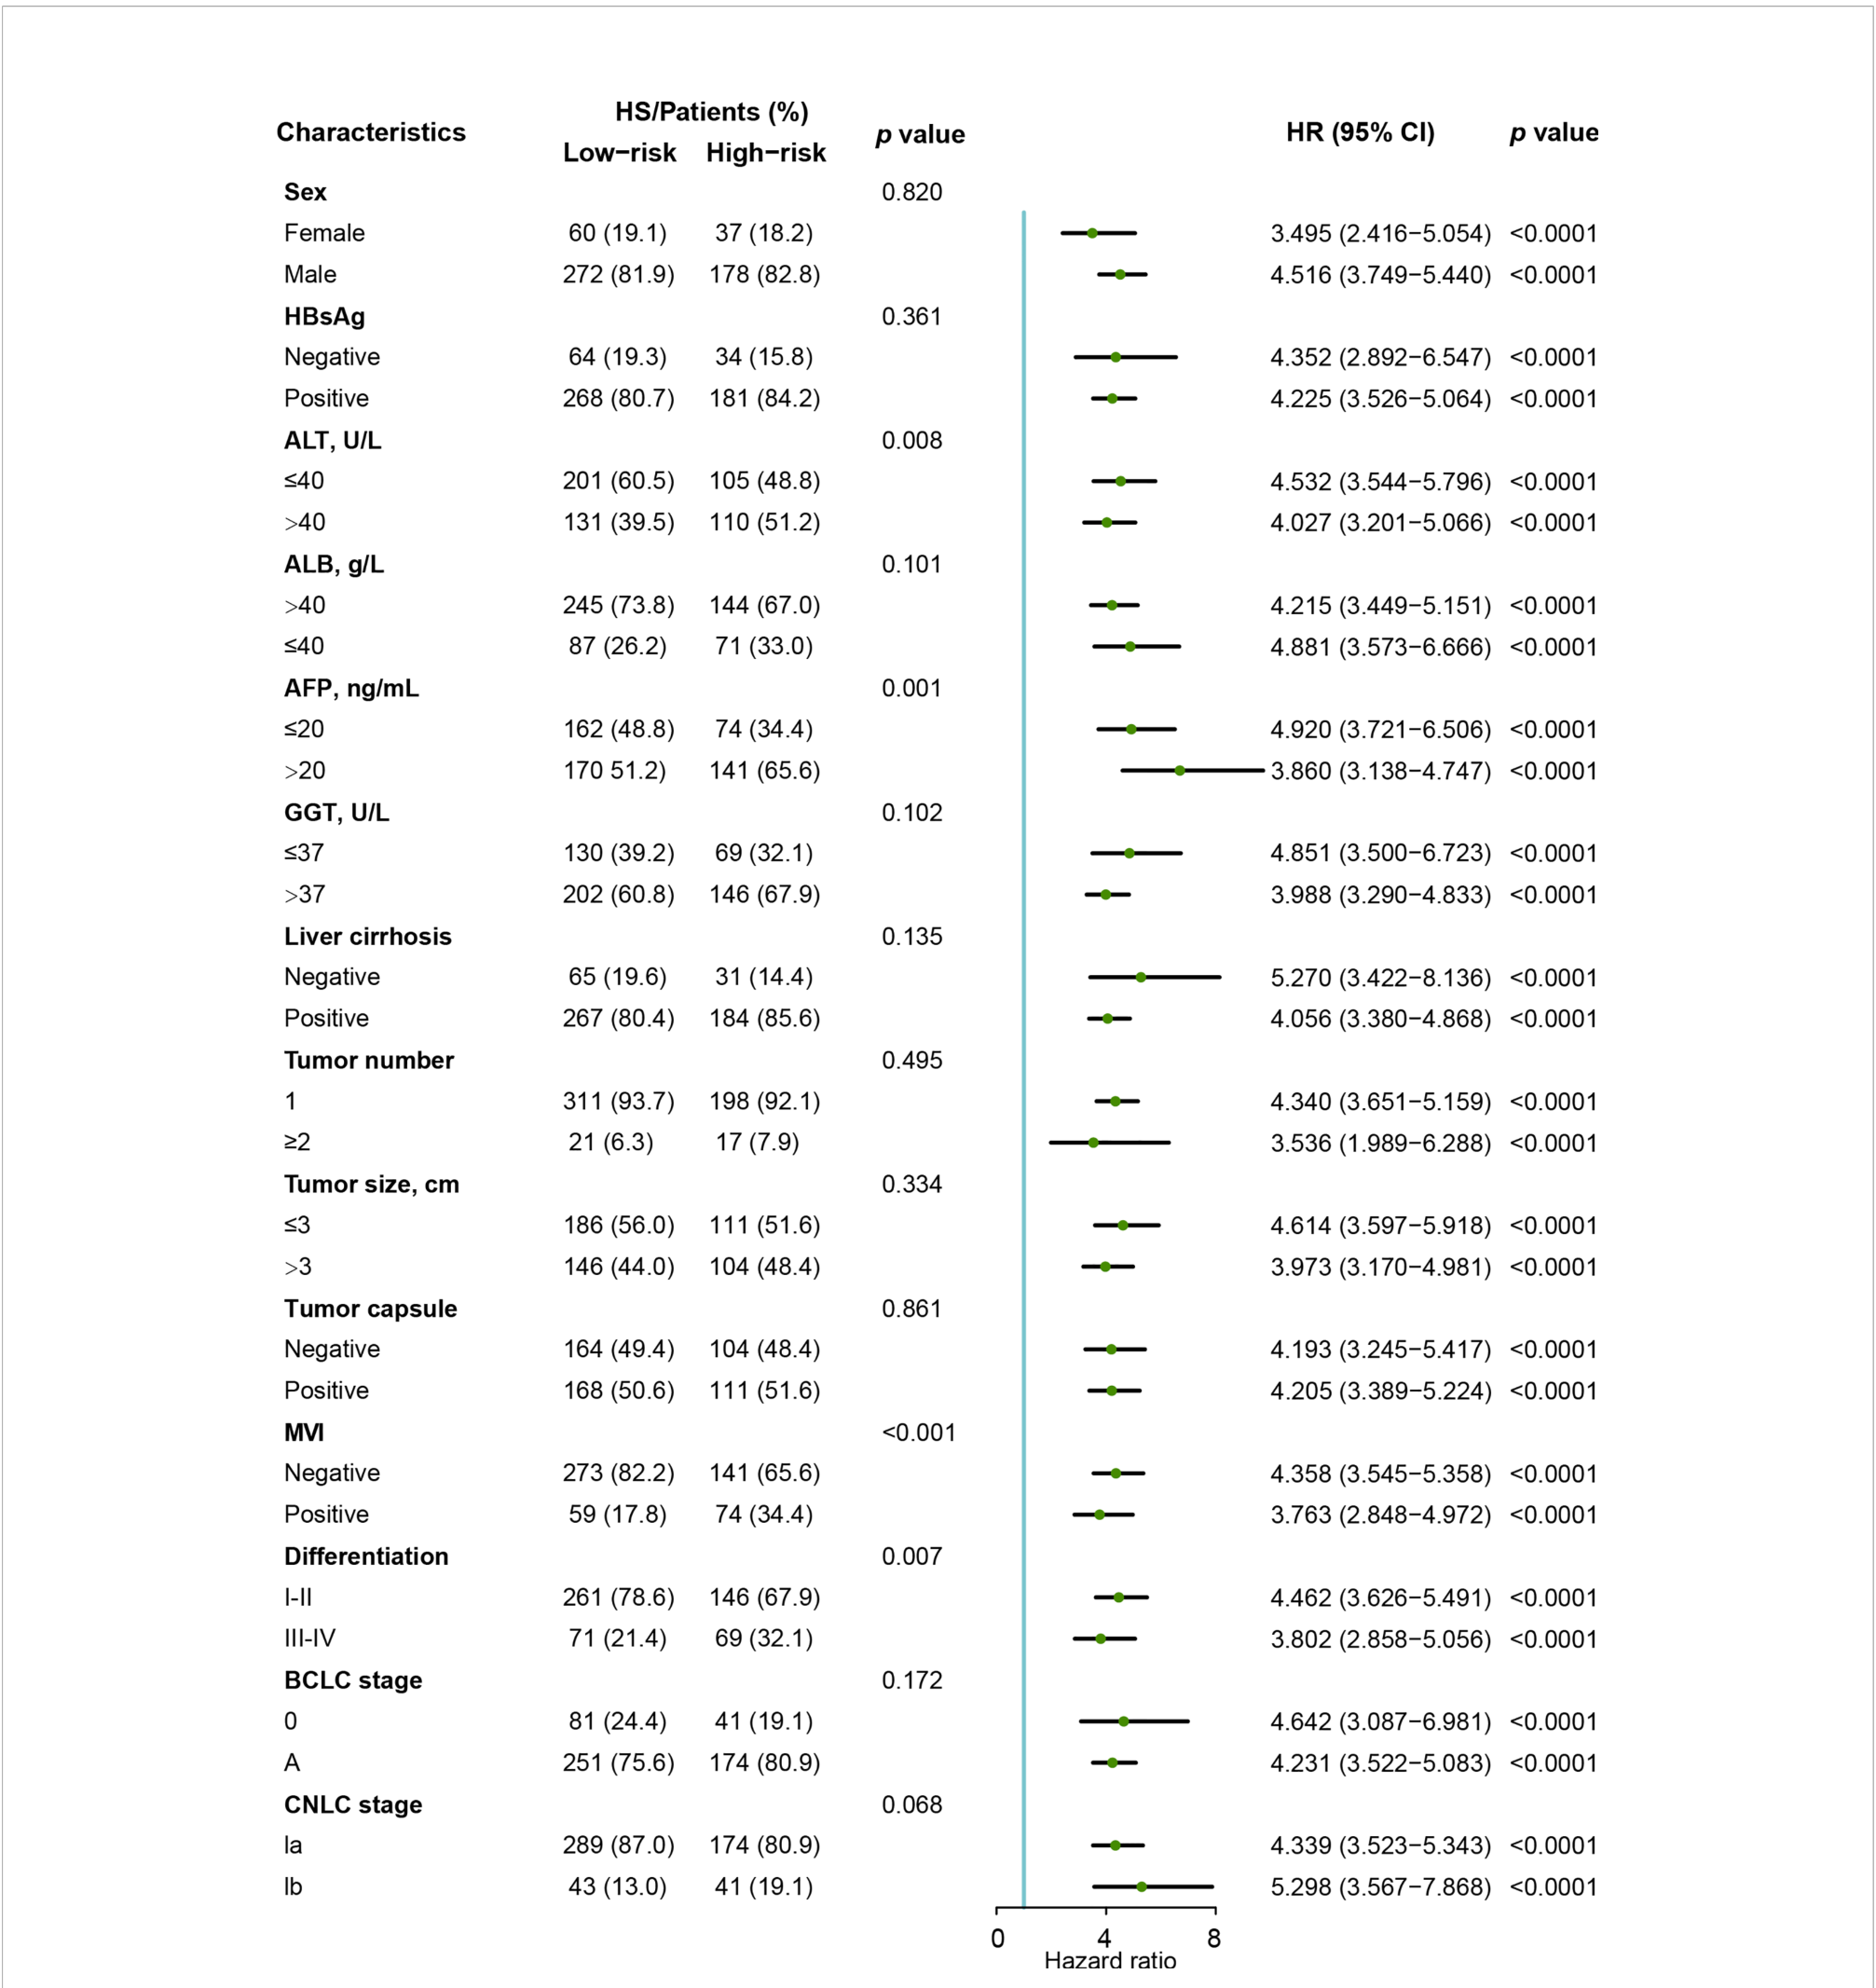 HS/Patients (%)
Characteristics p value HR (95% CI) p value
Low−risk High−risk
Sex 0.820
Female 60 (19.1) 37 (18.2) 3.495 (2.416−5.054) <0.0001
Male 272 (81.9) 178 (82.8) 4.516 (3.749−5.440) <0.0001
HBsAg 0.361
Negative 64 (19.3) 34 (15.8) 4.352 (2.892−6.547) <0.0001
Positive 268 (80.7) 181 (84.2) 4.225 (3.526−5.064) <0.0001
ALT, U/L 0.008
≤40 201 (60.5) 105 (48.8) 4.532 (3.544−5.796) <0.0001
>40 131 (39.5) 110 (51.2) 4.027 (3.201−5.066) <0.0001
ALB, g/L 0.101
>40 245 (73.8) 144 (67.0) 4.215 (3.449−5.151) <0.0001
≤40 87 (26.2) 71 (33.0) 4.881 (3.573−6.666) <0.0001
AFP, ng/mL 0.001
≤20 162 (48.8) 74 (34.4) 4.920 (3.721−6.506) <0.0001
>20 170 51.2) 141 (65.6) 3.860 (3.138−4.747) <0.0001
GGT, U/L 0.102
≤37 130 (39.2) 69 (32.1) 4.851 (3.500−6.723) <0.0001
>37 202 (60.8) 146 (67.9) 3.988 (3.290−4.833) <0.0001
Liver cirrhosis 0.135
Negative 65 (19.6) 31 (14.4) 5.270 (3.422−8.136) <0.0001
Positive 267 (80.4) 184 (85.6) 4.056 (3.380−4.868) <0.0001
Tumor number 0.495
1 311 (93.7) 198 (92.1) 4.340 (3.651−5.159) <0.0001
≥2 21 (6.3) 17 (7.9) 3.536 (1.989−6.288) <0.0001
Tumor size, cm 0.334
≤3 186 (56.0) 111 (51.6) 4.614 (3.597−5.918) <0.0001
>3 146 (44.0) 104 (48.4) 3.973 (3.170−4.981) <0.0001
Tumor capsule 0.861
Negative 164 (49.4) 104 (48.4) 4.193 (3.245−5.417) <0.0001
Positive 168 (50.6) 111 (51.6) 4.205 (3.389−5.224) <0.0001
MVI <0.001
Negative 273 (82.2) 141 (65.6) 4.358 (3.545−5.358) <0.0001
Positive 59 (17.8) 74 (34.4) 3.763 (2.848−4.972) <0.0001
Differentiation 0.007
I-II 261 (78.6) 146 (67.9) 4.462 (3.626−5.491) <0.0001
III-IV 71 (21.4) 69 (32.1) 3.802 (2.858−5.056) <0.0001
BCLC stage 0.172
0 81 (24.4) 41 (19.1) 4.642 (3.087−6.981) <0.0001
A 251 (75.6) 174 (80.9) 4.231 (3.522−5.083) <0.0001
CNLC stage 0.068
Ia 289 (87.0) 174 (80.9) 4.339 (3.523−5.343) <0.0001
Ib 43 (13.0) 41 (19.1) 5.298 (3.567−7.868) <0.0001
0 4 8
Hazard ratio